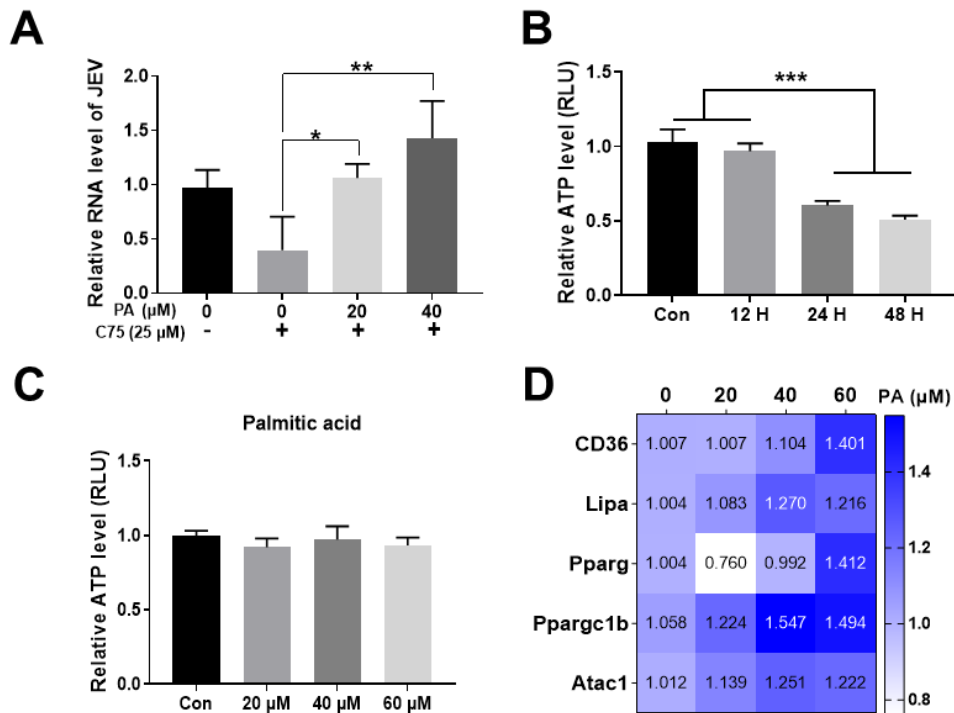 A
Relative RNA level of JEV
2.0
1.5
1.0
0.5
0.0
**
*
PA (μM) 0 0 20 40
C75 (25 μM) - + + +
B
Relative ATP level (RLU)
1.5
1.0
0.5
0.0
***
Con 12 H 24 H 48 H
C
Palmitic acid
Relative ATP level (RLU)
1.5
1.0
0.5
0.0
Con 20 μM 40 μM 60 μM
D
0 20 40 60 PA (μM)
CD36 1.007 1.007 1.104 1.401
Lipa 1.004 1.083 1.270 1.216
Pparg 1.004 0.760 0.992 1.412
Ppargc1b 1.058 1.224 1.547 1.494
Atac1 1.012 1.139 1.251 1.222
1.4
1.2
1.0
0.8